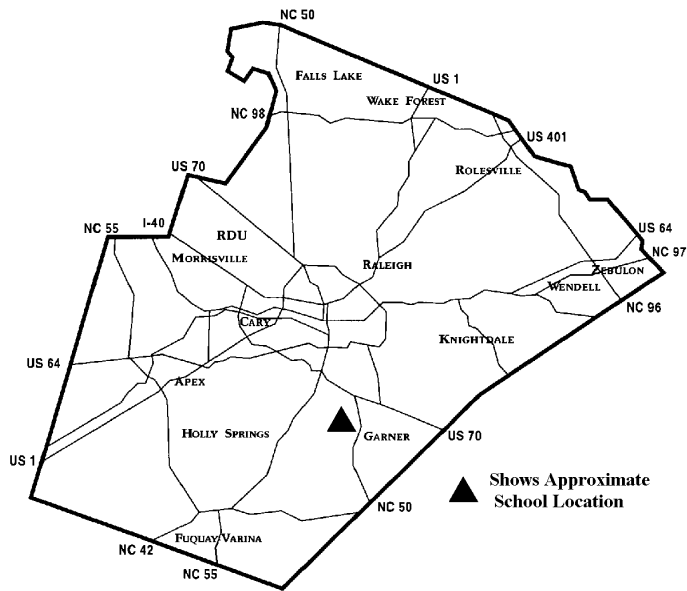 NC 50
FALLS LAKE
US 1
WAKE FOREST
NC 98
US 401
US 70
ROLESVILLE
I-40
NC 55
RDU
MORRISVILLE
RALEIGH
US 64
NC 97
ZEBULON
WENDELL
NC 96
CARY
KNIGHTDALE
US 64
APEX
HOLLY SPRINGS
GARNER
US 70
US 1
Shows Approximate
School Location
NC 50
FUQUAY VARINA
NC 42
NC 55